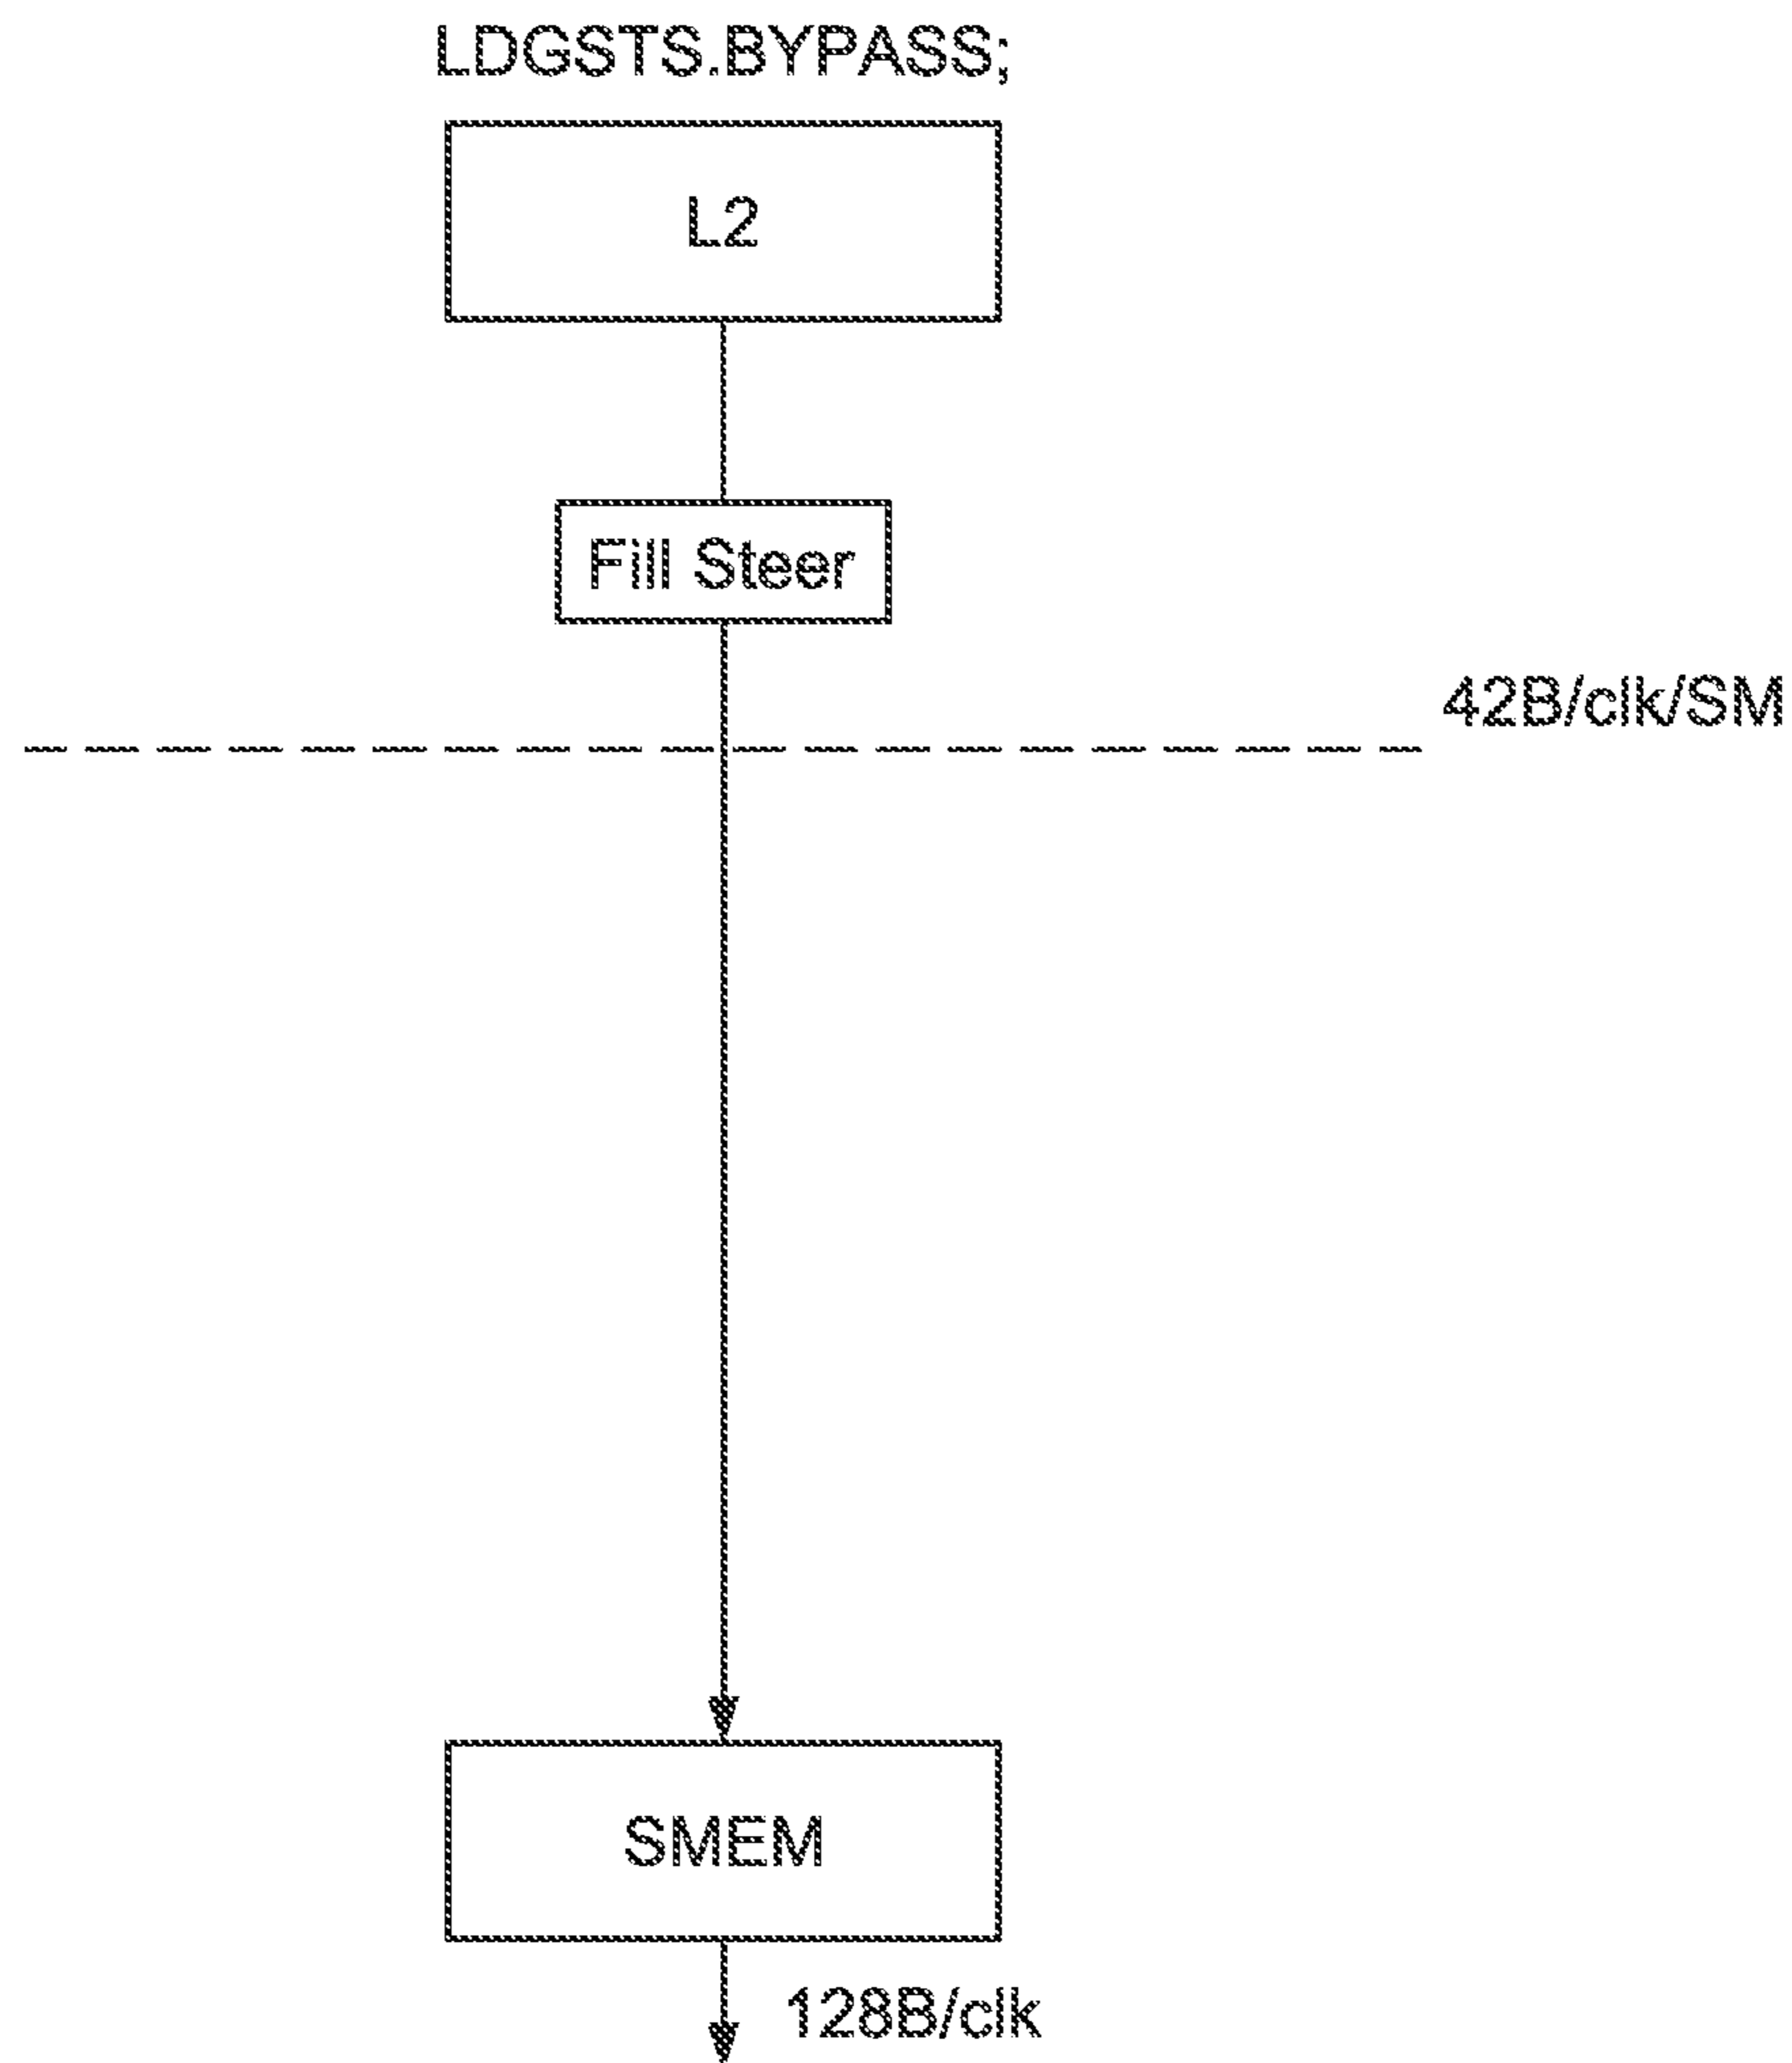 LDGSTS.BYPASS;
L2
Fill Steer
42B/clk/SM
SMEM
128B/clk